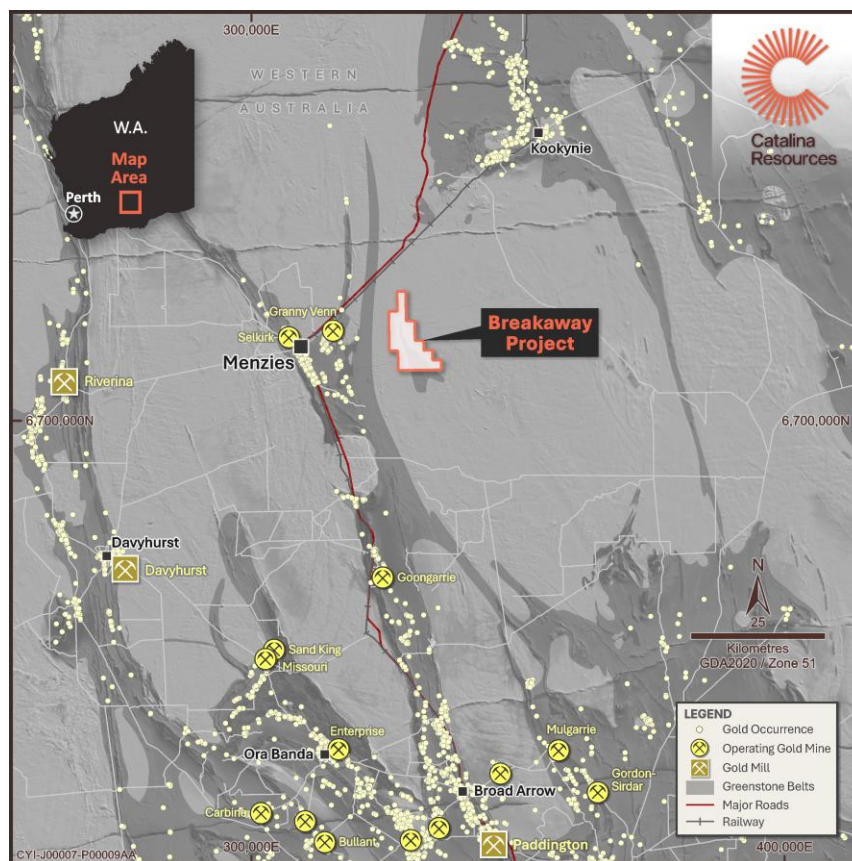 300,000E
WESTERN
AUSTRALIA
W.A.
Map
Area
Perth
Kookynie
Catalina
Resources
Granny Venn
Selkirk
Menzies
Breakaway
Project
Riverina
6,700,000N
6,700,000N
Davyhurst
Davyhurst
Goongarrie
N
25
Kilometres
GDA2020 / Zone 51
Sand King
Missouri
Enterprise
Ora Banda
Mulgarrie
Gordon-
Sirdar
Broad Arrow
Carbine
Bullant
Paddington
LEGEND
Gold Occurrence
Operating Gold Mine
Gold Mill
Greenstone Belts
Major Roads
Railway
CYI-J00007-P00009AA
300,000E
400,000E